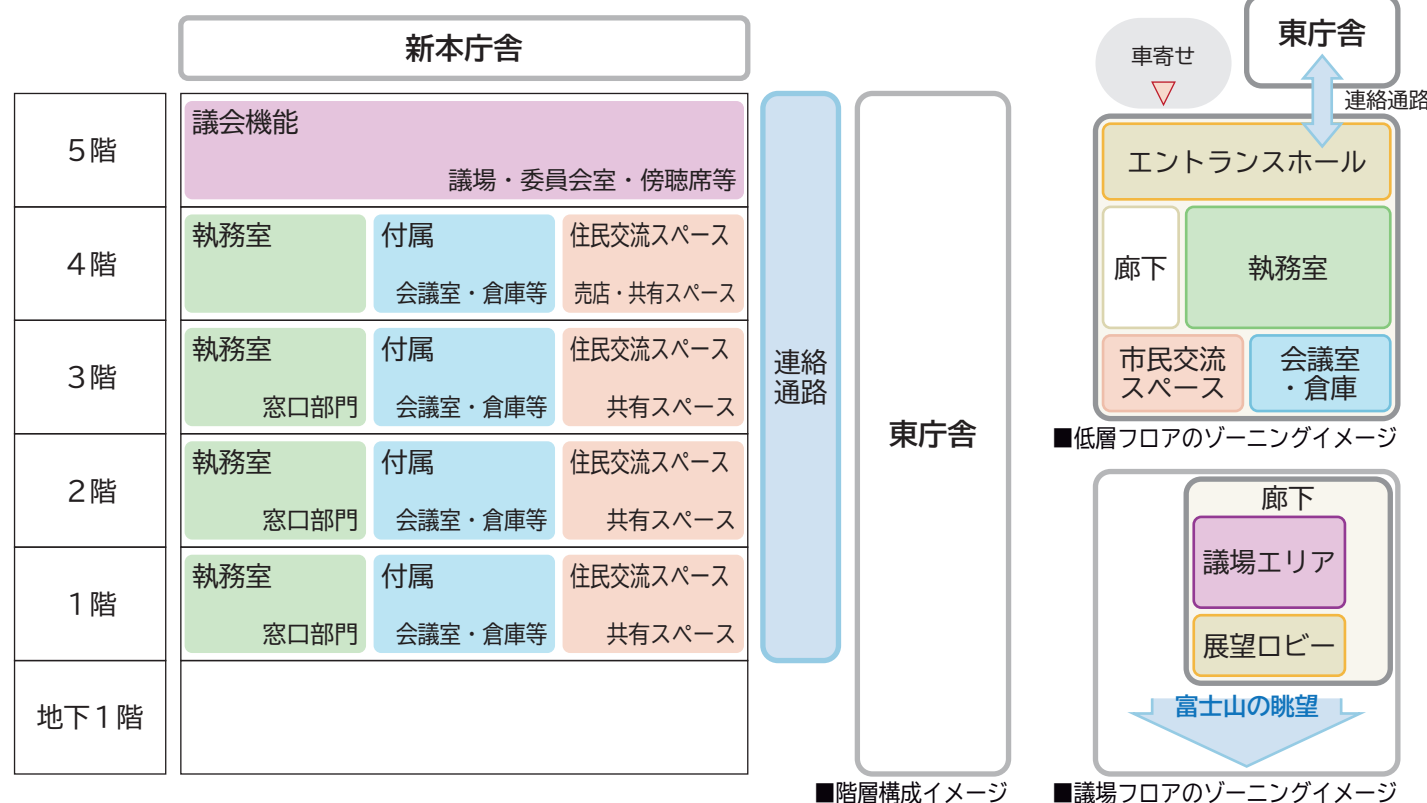 新本庁舎
5階
議会機能
議場・委員会室・傍聴席等
4階
執務室
付属
会議室・倉庫等
住民交流スペース
売店・共有スペース
3階
執務室
窓口部門
付属
会議室・倉庫等
住民交流スペース
共有スペース
2階
執務室
窓口部門
付属
会議室・倉庫等
住民交流スペース
共有スペース
1階
執務室
窓口部門
付属
会議室・倉庫等
住民交流スペース
共有スペース
地下1階
連絡
通路
東庁舎
■階層構成イメージ
車寄せ
東庁舎
連絡通路
エントランスホール
廊下
執務室
市民交流
スペース
会議室
・倉庫
■低層フロアのゾーニングイメージ
廊下
議場エリア
展望ロビー
富士山の眺望
■議場フロアのゾーニングイメージ